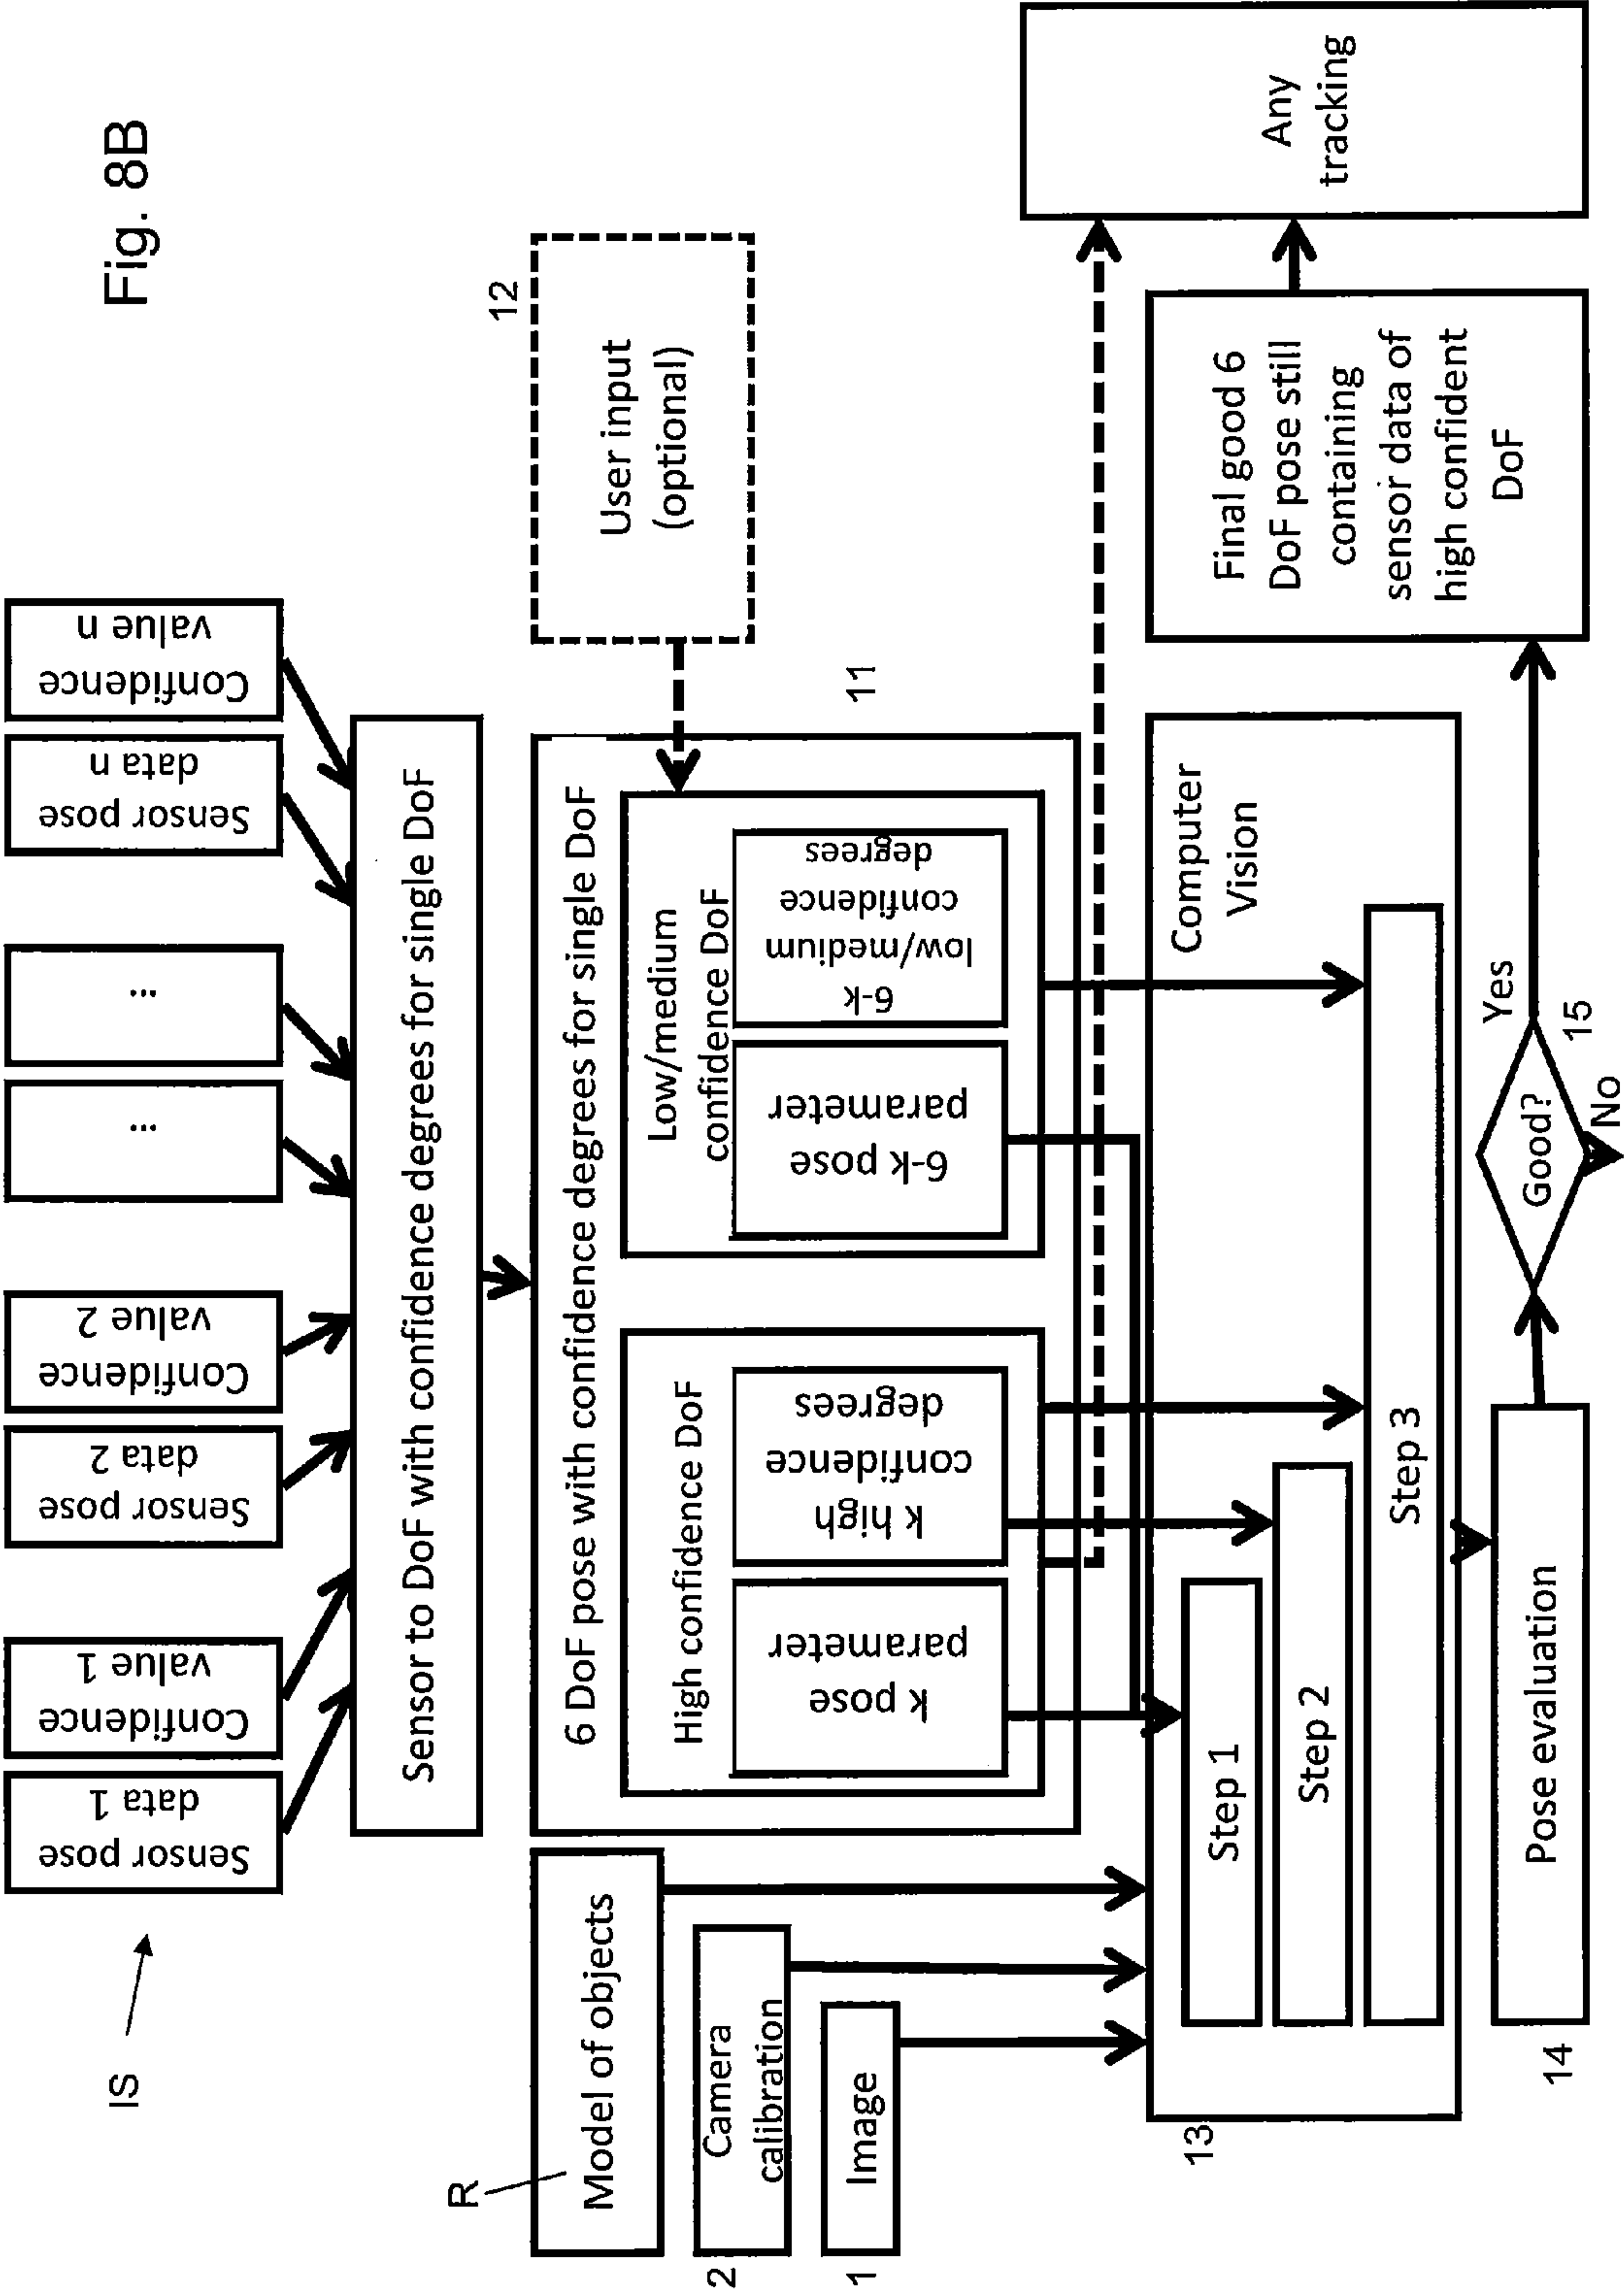 Fig. 8B
IS
Sensor pose
data 1
Confidence
value 1
Sensor pose
data 2
Confidence
value 2
...
...
Sensor pose
data n
Confidence
value n
Sensor to DoF with confidence degrees for single DoF
R
Model of objects
2
Camera
calibration
1
Image
6 DoF pose with confidence degrees for single DoF
High confidence DoF
k pose
parameter
k high
confidence
degrees
Low/medium
confidence DoF
6-k pose
parameter
6-k
low/medium
confidence
degrees
11
12
User input
(optional)
13
Computer
Vision
Step 1
Step 2
Step 3
14
Pose evaluation
Good?
15
Yes
No
Final good 6
DoF pose still
containing
sensor data of
high confident
DoF
Any
tracking